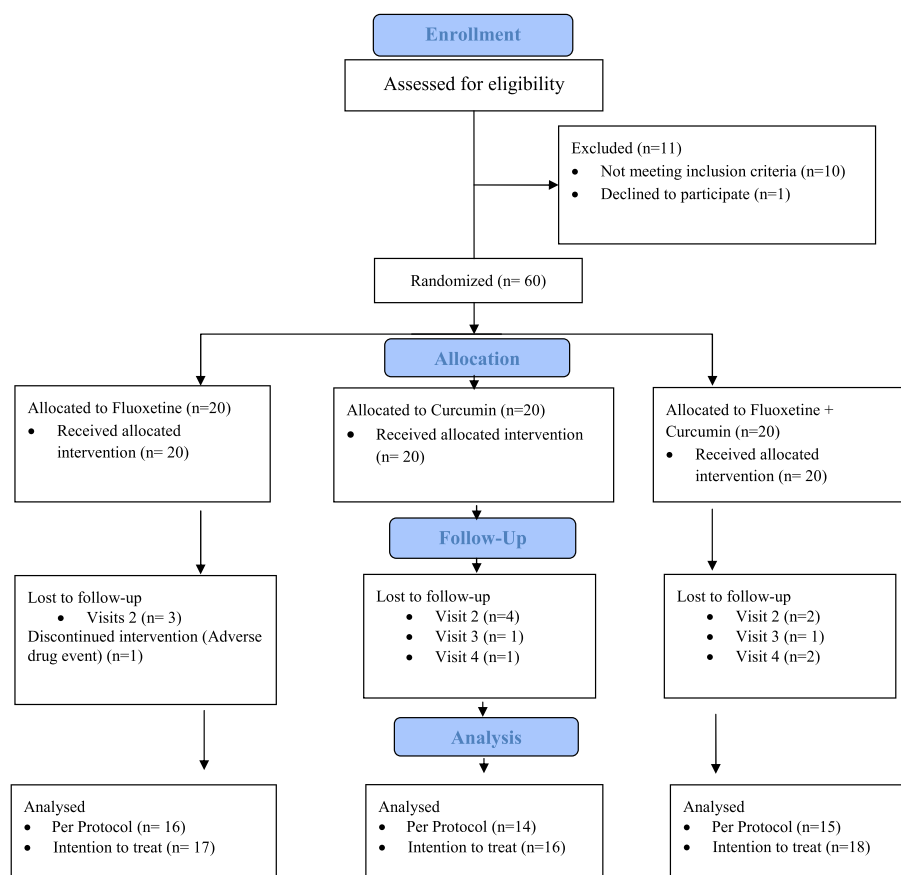 Enrollment
Assessed for eligibility
Excluded (n=11)
• Not meeting inclusion criteria (n=10)
• Declined to participate (n=1)
Randomized (n= 60)
Allocation
Allocated to Fluoxetine (n=20)
• Received allocated
intervention (n= 20)
Allocated to Curcumin (n=20)
• Received allocated intervention
(n= 20)
Allocated to Fluoxetine +
Curcumin (n=20)
• Received allocated
intervention (n= 20)
Follow-Up
Lost to follow-up
• Visits 2 (n= 3)
Discontinued intervention (Adverse
drug event) (n=1)
Lost to follow-up
• Visit 2 (n=4)
• Visit 3 (n= 1)
• Visit 4 (n=1)
Lost to follow-up
• Visit 2 (n=2)
• Visit 3 (n= 1)
• Visit 4 (n=2)
Analysis
Analysed
• Per Protocol (n= 16)
• Intention to treat (n= 17)
Analysed
• Per Protocol (n=14)
• Intention to treat (n=16)
Analysed
• Per Protocol (n=15)
• Intention to treat (n=18)